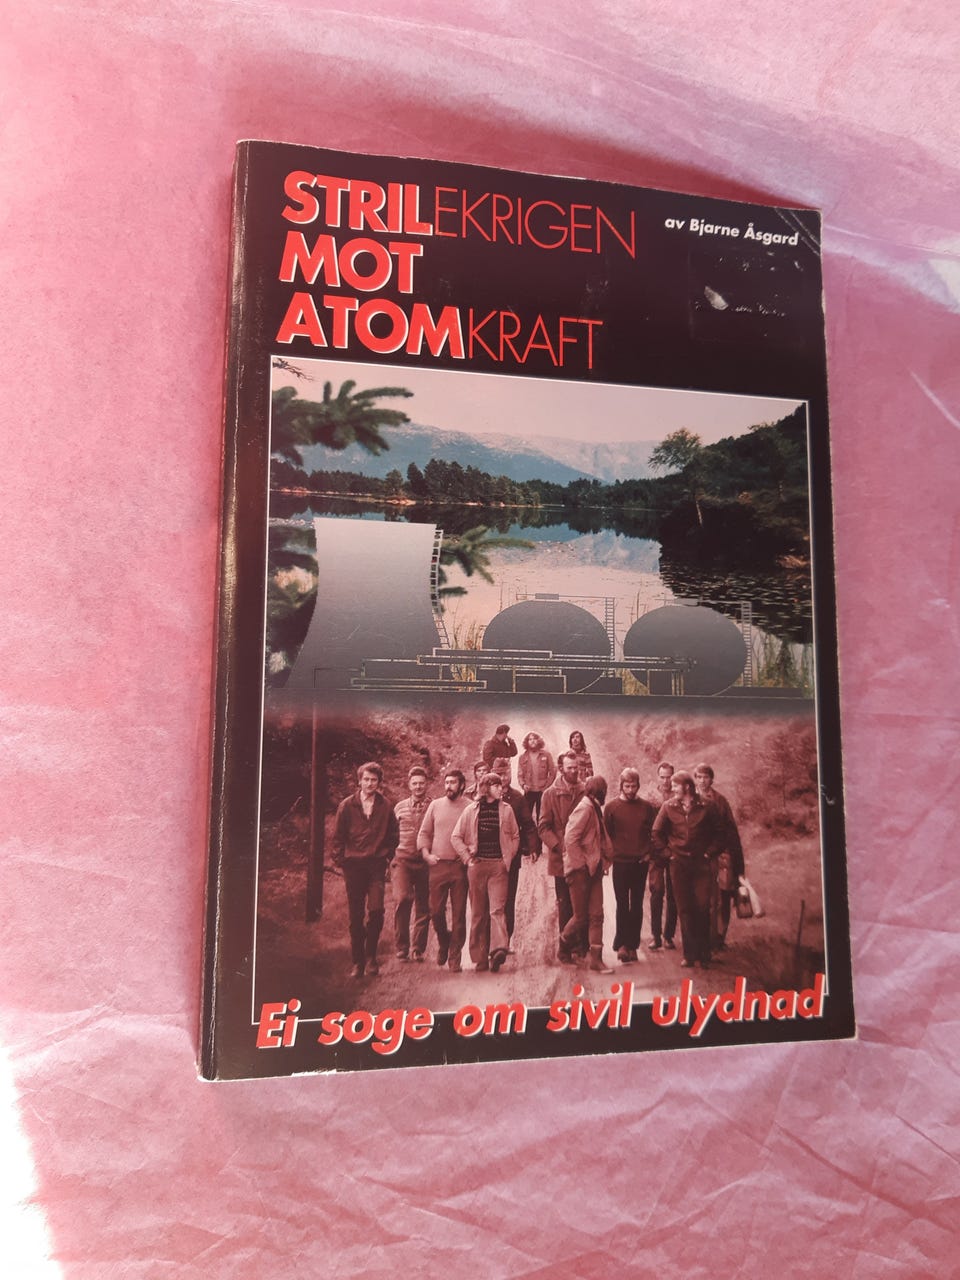 STRILEKRIGEN
MOT
ATOMKRAFT
av Bjarne Åsgard
Ei soge om sivil ulydnad